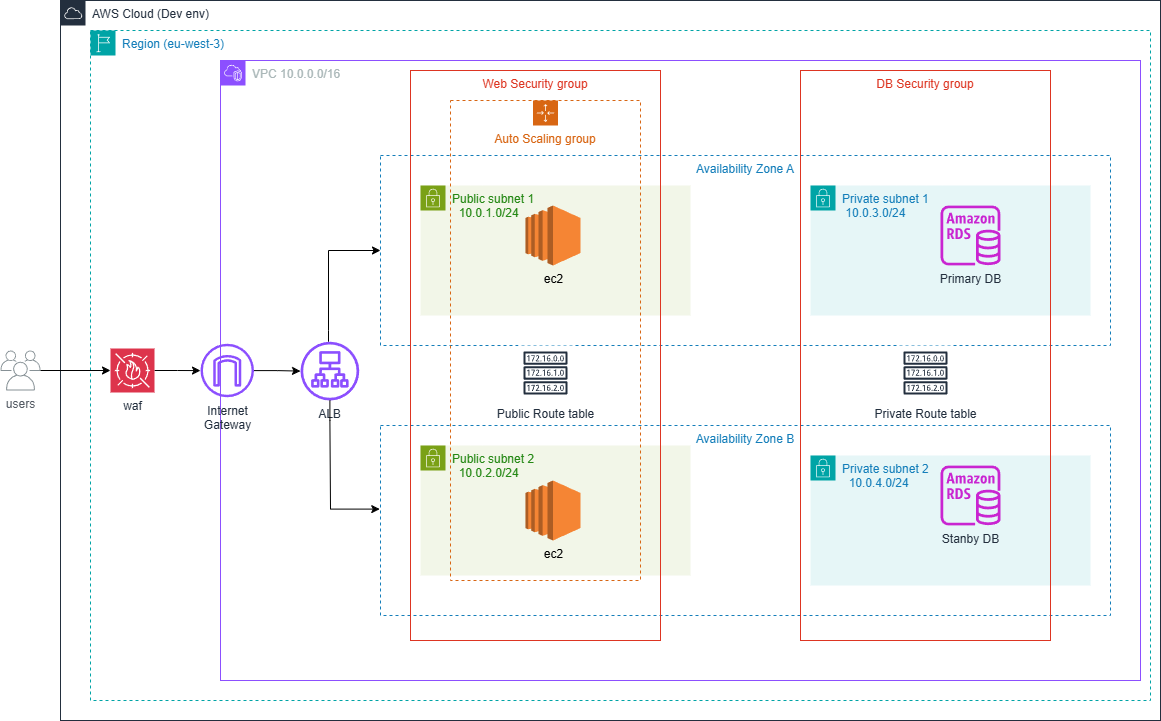 AWS Cloud (Dev env)
Region (eu-west-3)
VPC 10.0.0.0/16
Web Security group
DB Security group
Auto Scaling group
Availability Zone A
Public subnet 1
10.0.1.0/24
ec2
Private subnet 1
10.0.3.0/24
Amazon
RDS
Primary DB
users
waf
Internet
Gateway
ALB
172.16.0.0
172.16.1.0
172.16.2.0
Public Route table
172.16.0.0
172.16.1.0
172.16.2.0
Private Route table
Availability Zone B
Public subnet 2
10.0.2.0/24
ec2
Private subnet 2
10.0.4.0/24
Amazon
RDS
Stanby DB